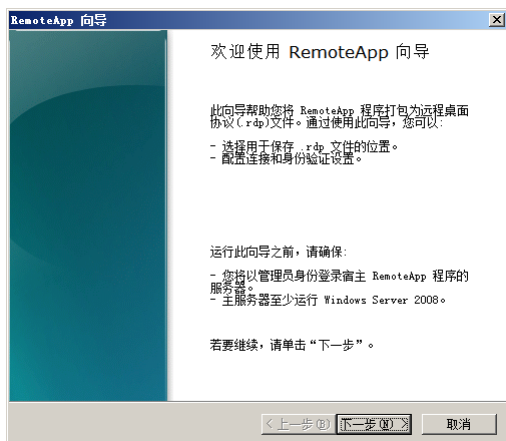 RemoteApp 向导
欢迎使用 RemoteApp 向导
此向导帮助您将 RemoteApp 程序打包为远程桌面
协议(.rdp)文件。通过使用此向导，您可以:
- 选择用于保存 .rdp 文件的位置。
- 配置连接和身份验证设置。
运行此向导之前，请确保:
- 您将以管理员身份登录宿主 RemoteApp 程序的
服务器。
- 主服务器至少运行 Windows Server 2008。
若要继续，请单击“下一步”。
< 上一步(B) 下一步(N) > 取消